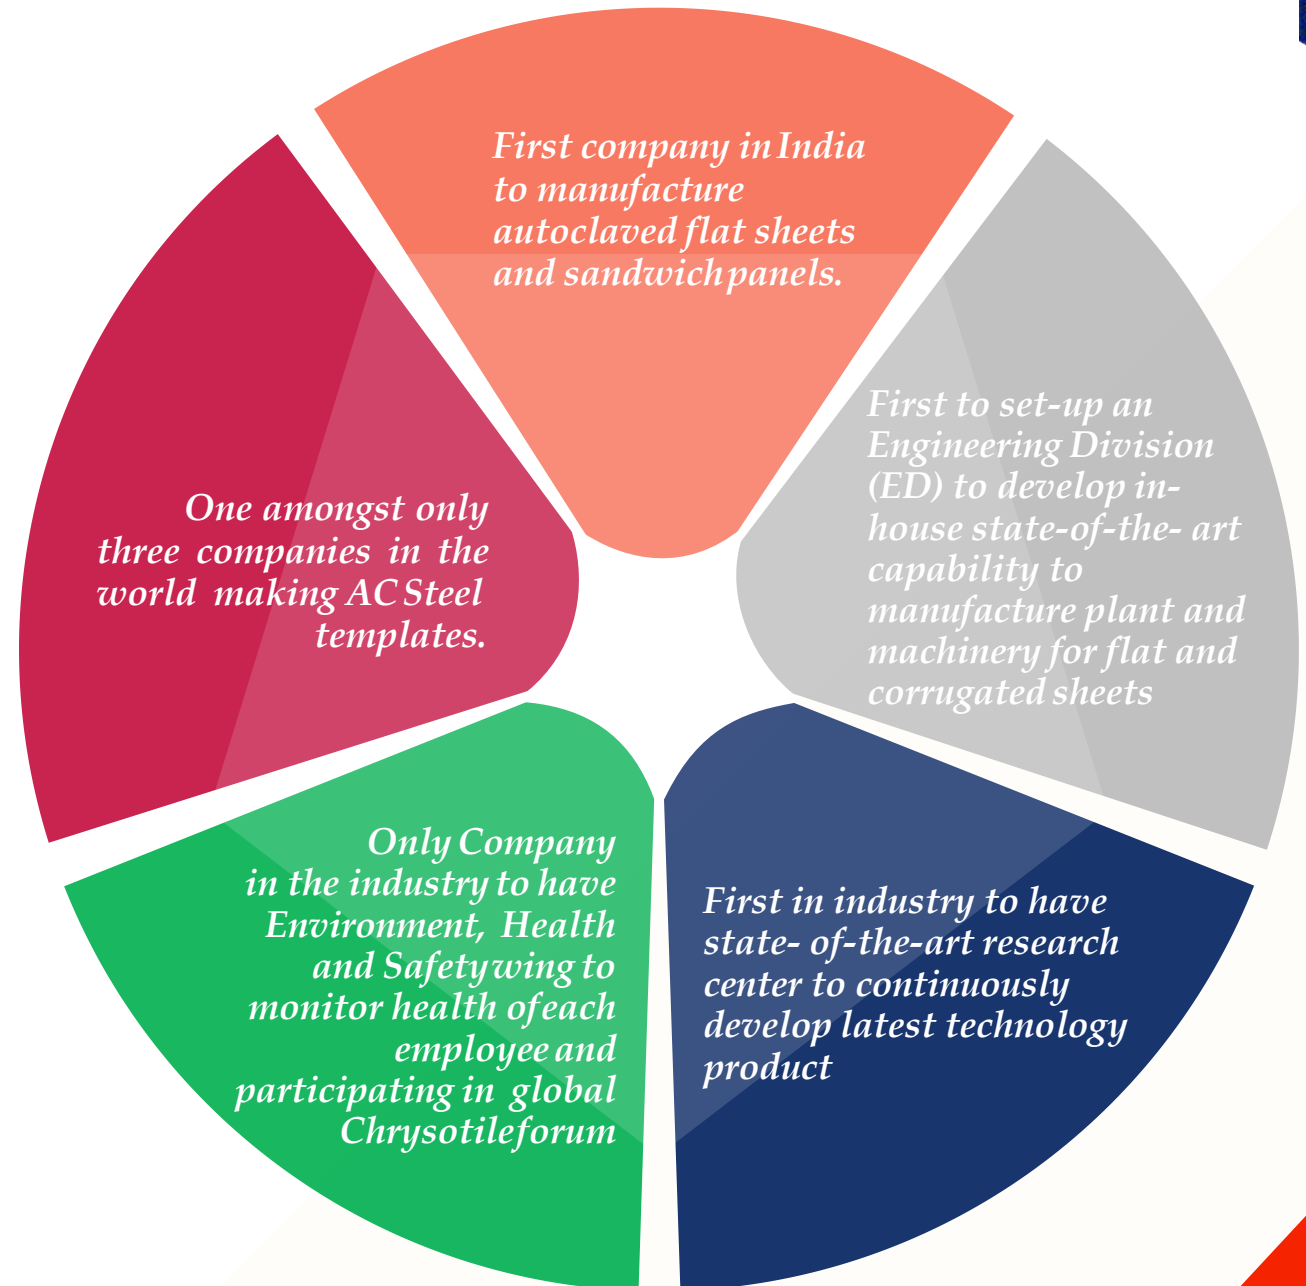 First company in India
to manufacture
autoclaved flat sheets
and sandwich panels.
First to set-up an
Engineering Division
(ED) to develop in-
house state-of-the- art
capability to
manufacture plant and
machinery for flat and
corrugated sheets
First in industry to have
state- of-the-art research
center to continuously
develop latest technology
product
Only Company
in the industry to have
Environment, Health
and Safety wing to
monitor health of each
employee and
participating in global
Chrysotile forum
One amongst only
three companies in the
world making AC Steel
templates.